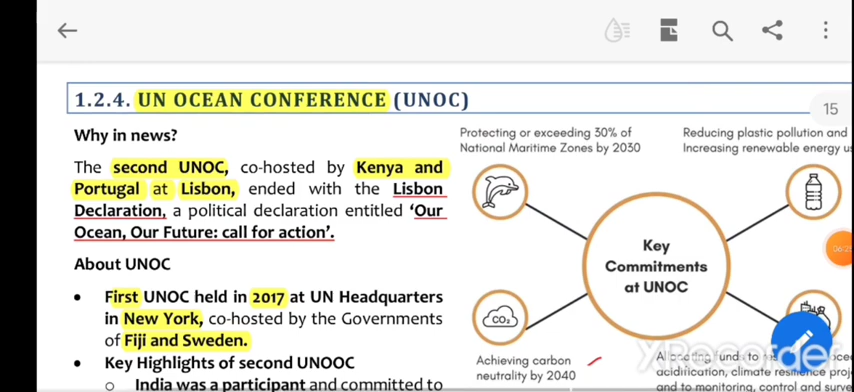 1.2.4. UN OCEAN CONFERENCE (UNOC)
15
Why in news?
The second UNOC, co-hosted by Kenya and
Portugal at Lisbon, ended with the Lisbon
Declaration, a political declaration entitled ‘Our
Ocean, Our Future: call for action’.
About UNOC
• First UNOC held in 2017 at UN Headquarters
in New York, co-hosted by the Governments
of Fiji and Sweden.
• Key Highlights of second UNOOC
o India was a participant and committed to
Protecting or exceeding 30% of
National Maritime Zones by 2030
Reducing plastic pollution and
Increasing renewable energy
Key
Commitments
at UNOC
CO₂
Achieving carbon
neutrality by 2040
Allocating funds to
acidification, climate resilience
and to monitoring, control and
XRecorder